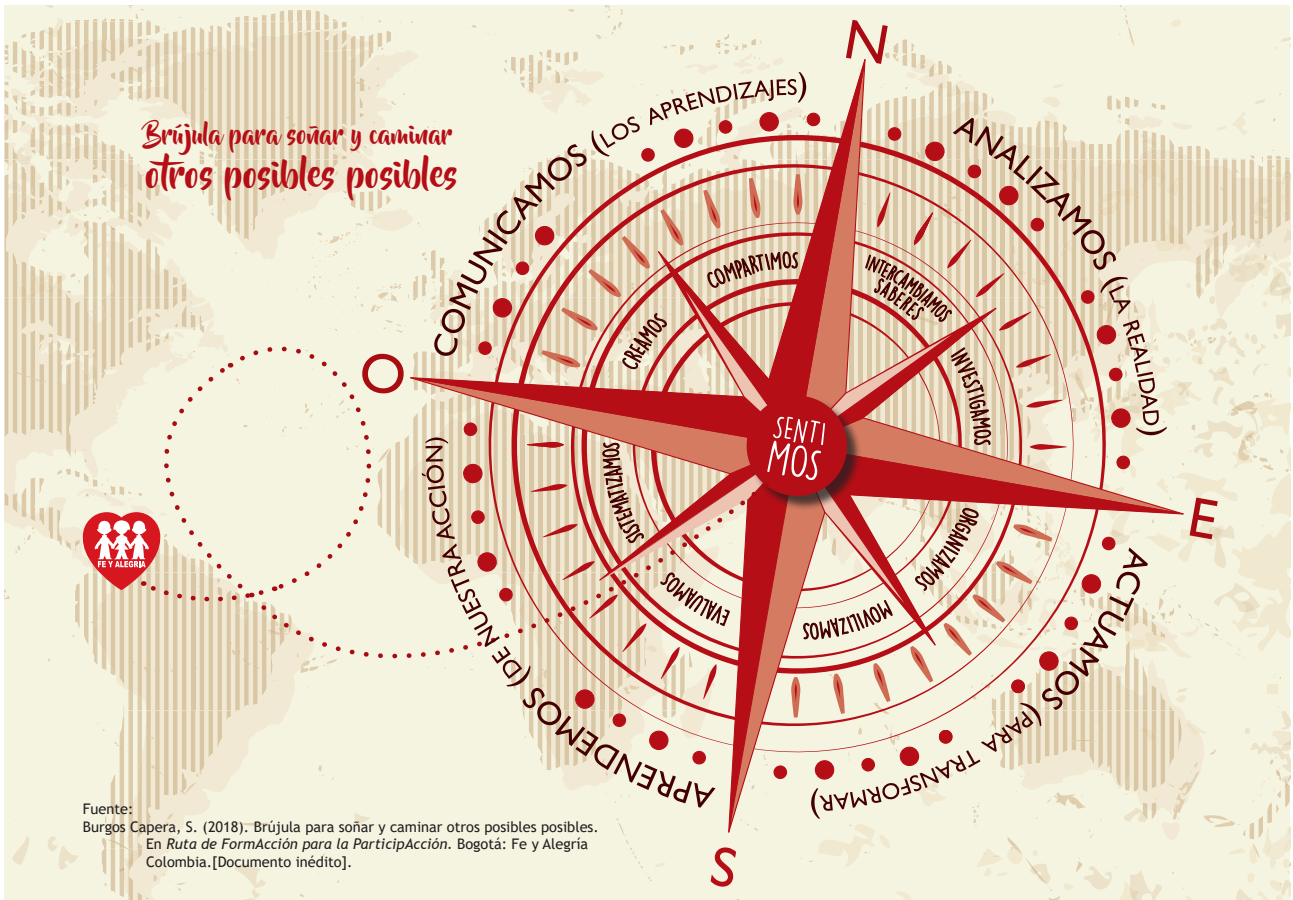 Brújula para soñar y caminar
otros posibles posibles
N
ANALIZAMOS (LA REALIDAD)
E
ACTUAMOS (PARA TRANSFORMAR)
S
APRENDEMOS (DE NUESTRA ACCIÓN)
O
COMUNICAMOS (LOS APRENDIZAJES)
INTERCAMBIAMOS
SABERES
INVESTIGAMOS
ORGANIZAMOS
MOVILIZAMOS
EVALUAMOS
SISTEMATIZAMOS
CREAMOS
COMPARTIMOS
SENTI
MOS
FE Y ALEGRÍA
Fuente:
Burgos Capera, S. (2018). Brújula para soñar y caminar otros posibles posibles.
En Ruta de FormAcción para la ParticipAcción. Bogotá: Fe y Alegría
Colombia.[Documento inédito].